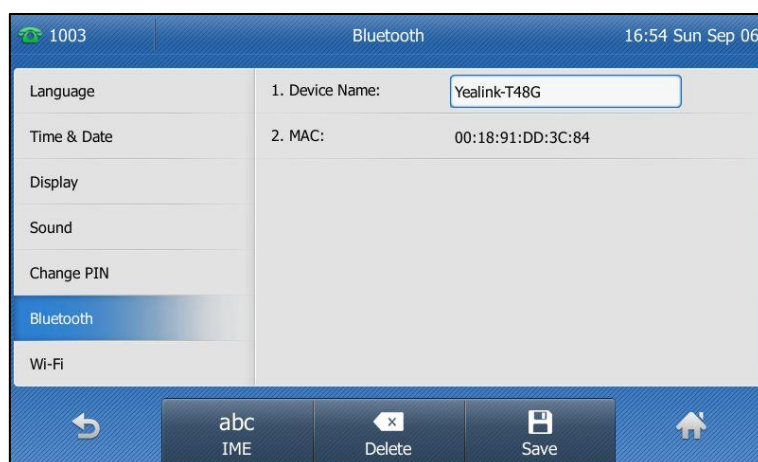 1003 Bluetooth 16:54 Sun Sep 06
Language
Time & Date
Display
Sound
Change PIN
Bluetooth
Wi-Fi
1. Device Name: Yealink-T48G
2. MAC: 00:18:91:DD:3C:84
abc
IME
Delete
Save